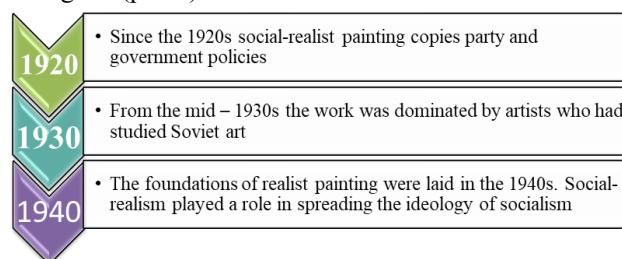 1920
• Since the 1920s social-realist painting copies party and
government policies
1930
• From the mid – 1930s the work was dominated by artists who had
studied Soviet art
1940
• The foundations of realist painting were laid in the 1940s. Social-
realism played a role in spreading the ideology of socialism